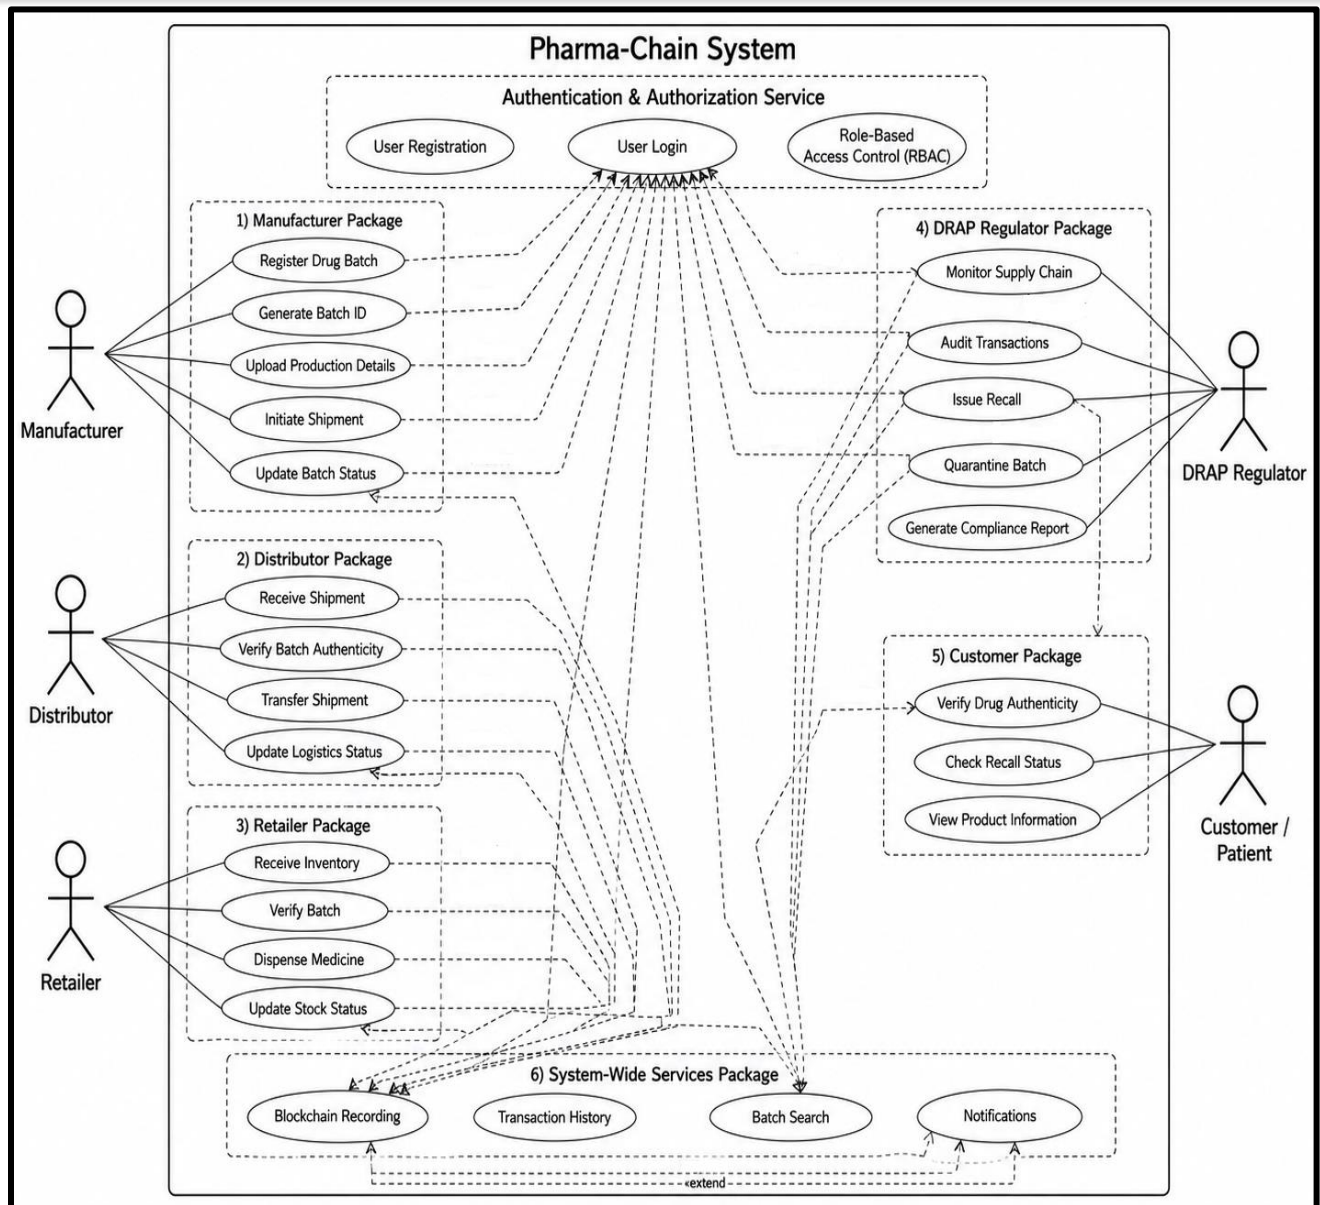 Pharma-Chain System
Authentication & Authorization Service
User Registration
User Login
Role-Based
Access Control (RBAC)
1) Manufacturer Package
Register Drug Batch
Generate Batch ID
Upload Production Details
Initiate Shipment
Update Batch Status
Manufacturer
4) DRAP Regulator Package
Monitor Supply Chain
Audit Transactions
Issue Recall
Quarantine Batch
Generate Compliance Report
DRAP Regulator
2) Distributor Package
Receive Shipment
Verify Batch Authenticity
Transfer Shipment
Update Logistics Status
Distributor
5) Customer Package
Verify Drug Authenticity
Check Recall Status
View Product Information
Customer /
Patient
3) Retailer Package
Receive Inventory
Verify Batch
Dispense Medicine
Update Stock Status
Retailer
6) System-Wide Services Package
Blockchain Recording
Transaction History
Batch Search
Notifications
«extend